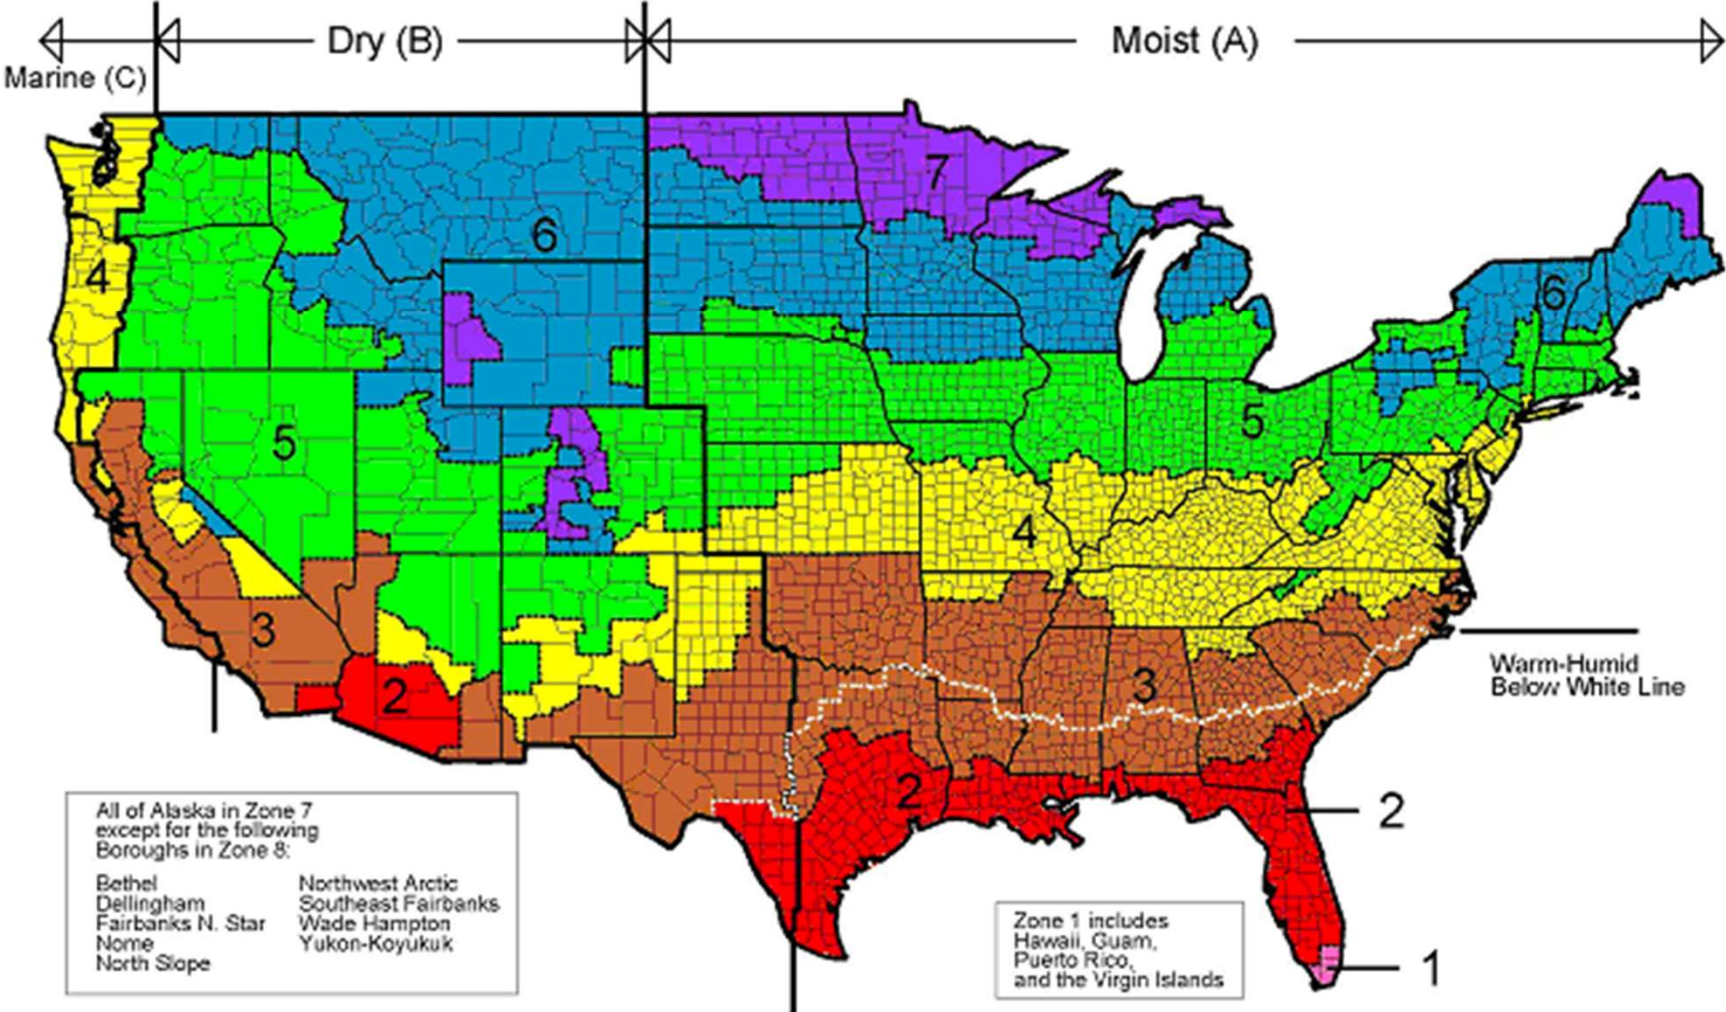 Dry (B)
Moist (A)
Marine (C)
7
6
4
6
5
5
4
3
3
2
2
Warm-Humid
Below White Line
2
1
All of Alaska in Zone 7
except for the following
Boroughs in Zone 8:
Bethel
Dellingham
Fairbanks N. Star
Nome
North Slope
Northwest Arctic
Southeast Fairbanks
Wade Hampton
Yukon-Koyukuk
Zone 1 includes
Hawaii, Guam,
Puerto Rico,
and the Virgin Islands